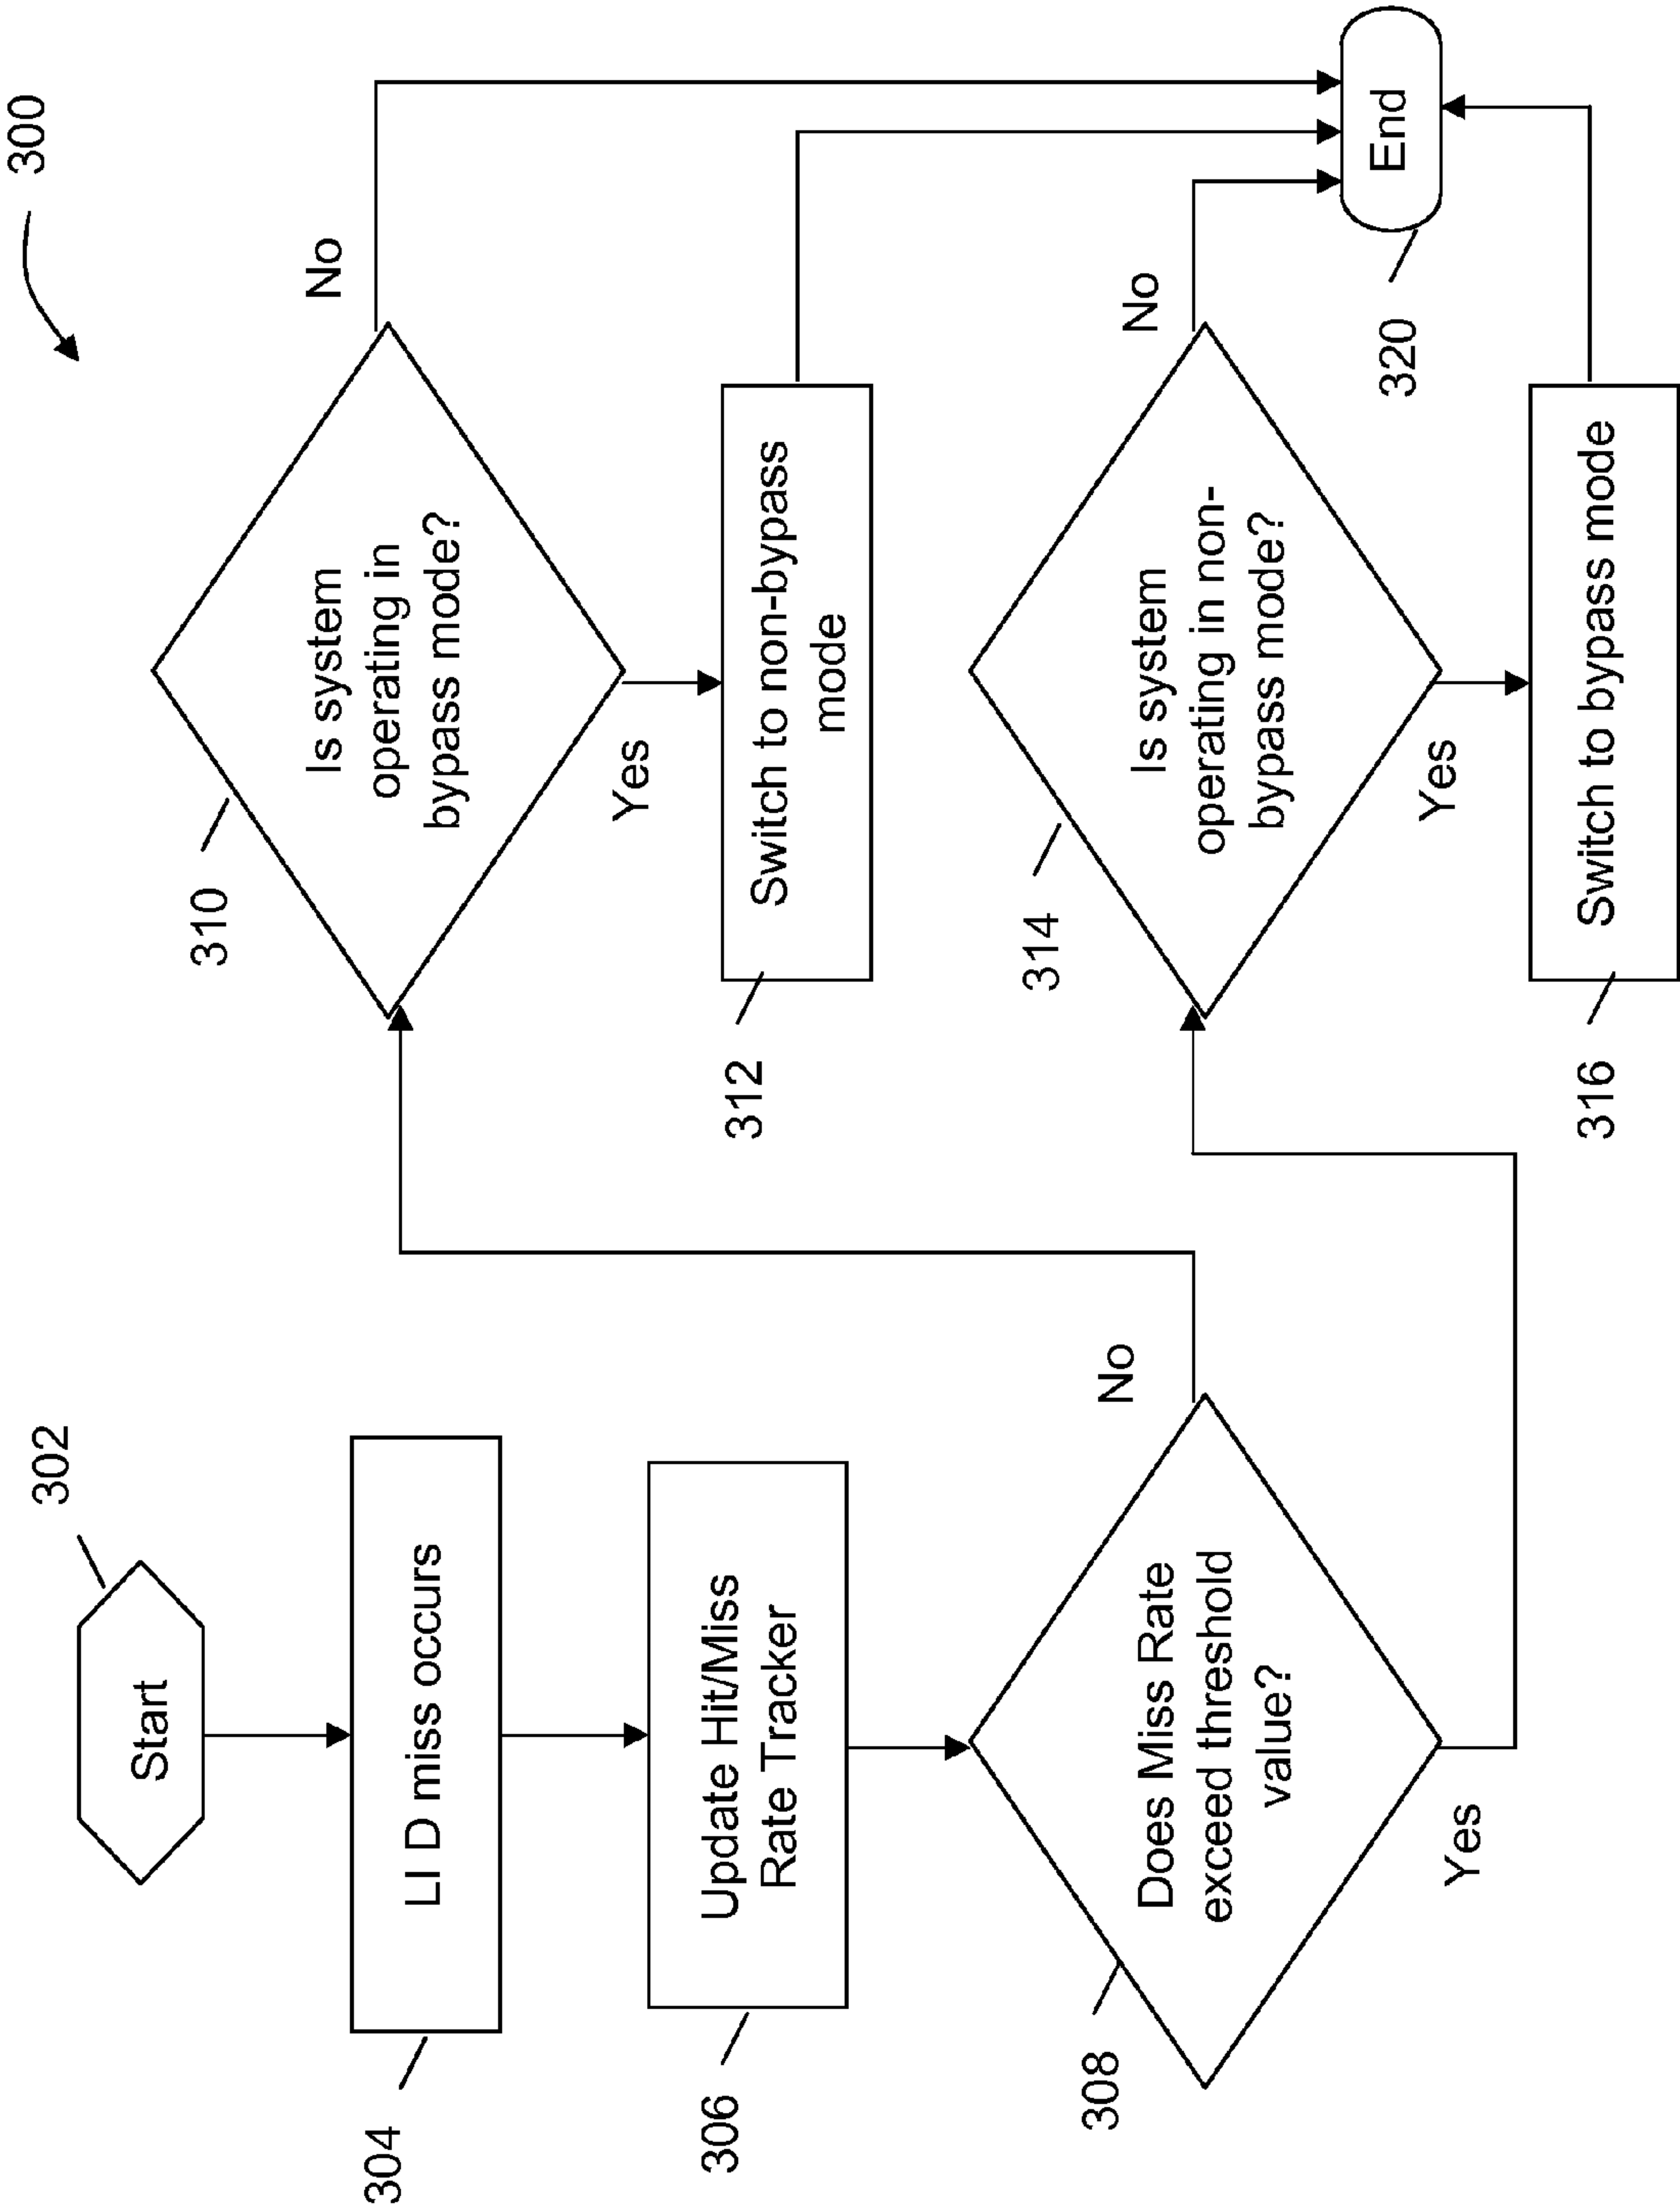 300
302
Start
304
LI D miss occurs
306
Update Hit/Miss
Rate Tracker
308
Does Miss Rate
exceed threshold
value?
No
Yes
310
Is system
operating in
bypass mode?
No
Yes
312
Switch to non-bypass
mode
314
Is system
operating in non-
bypass mode?
No
Yes
316
Switch to bypass mode
320
End